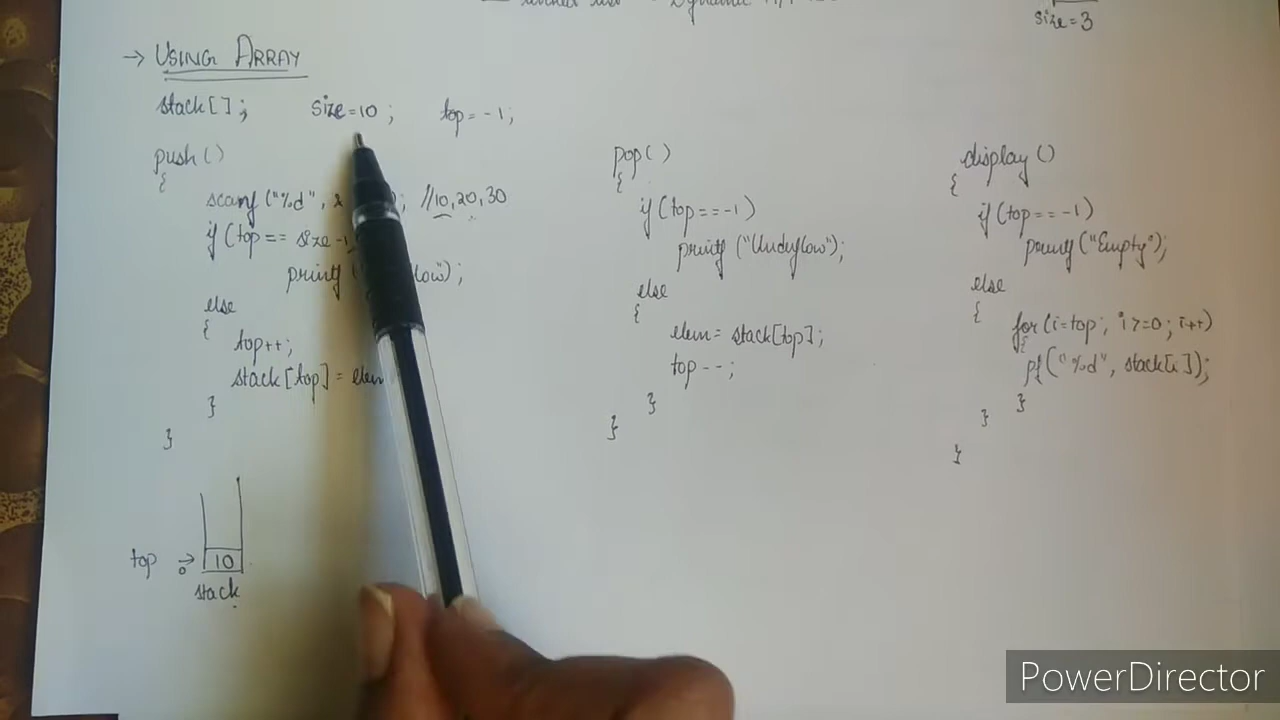 size=3
→ USING ARRAY
stack[]; size=10; top=-1;
push()
{
scanf("%d", &
; //10,20,30
if(top== size-1
printf(
low");
else
{
top++;
stack[top]= elem
}
}
pop()
{
if(top==-1)
printf("Underflow");
else
{
elem= stack[top];
top--;
}
}
display()
{
if(top==-1)
printf("Empty");
else
{
for(i=top; i>=0; i++)
{
pf("%d", stack[i]);
}
}
}
top → 10
0
stack
PowerDirector